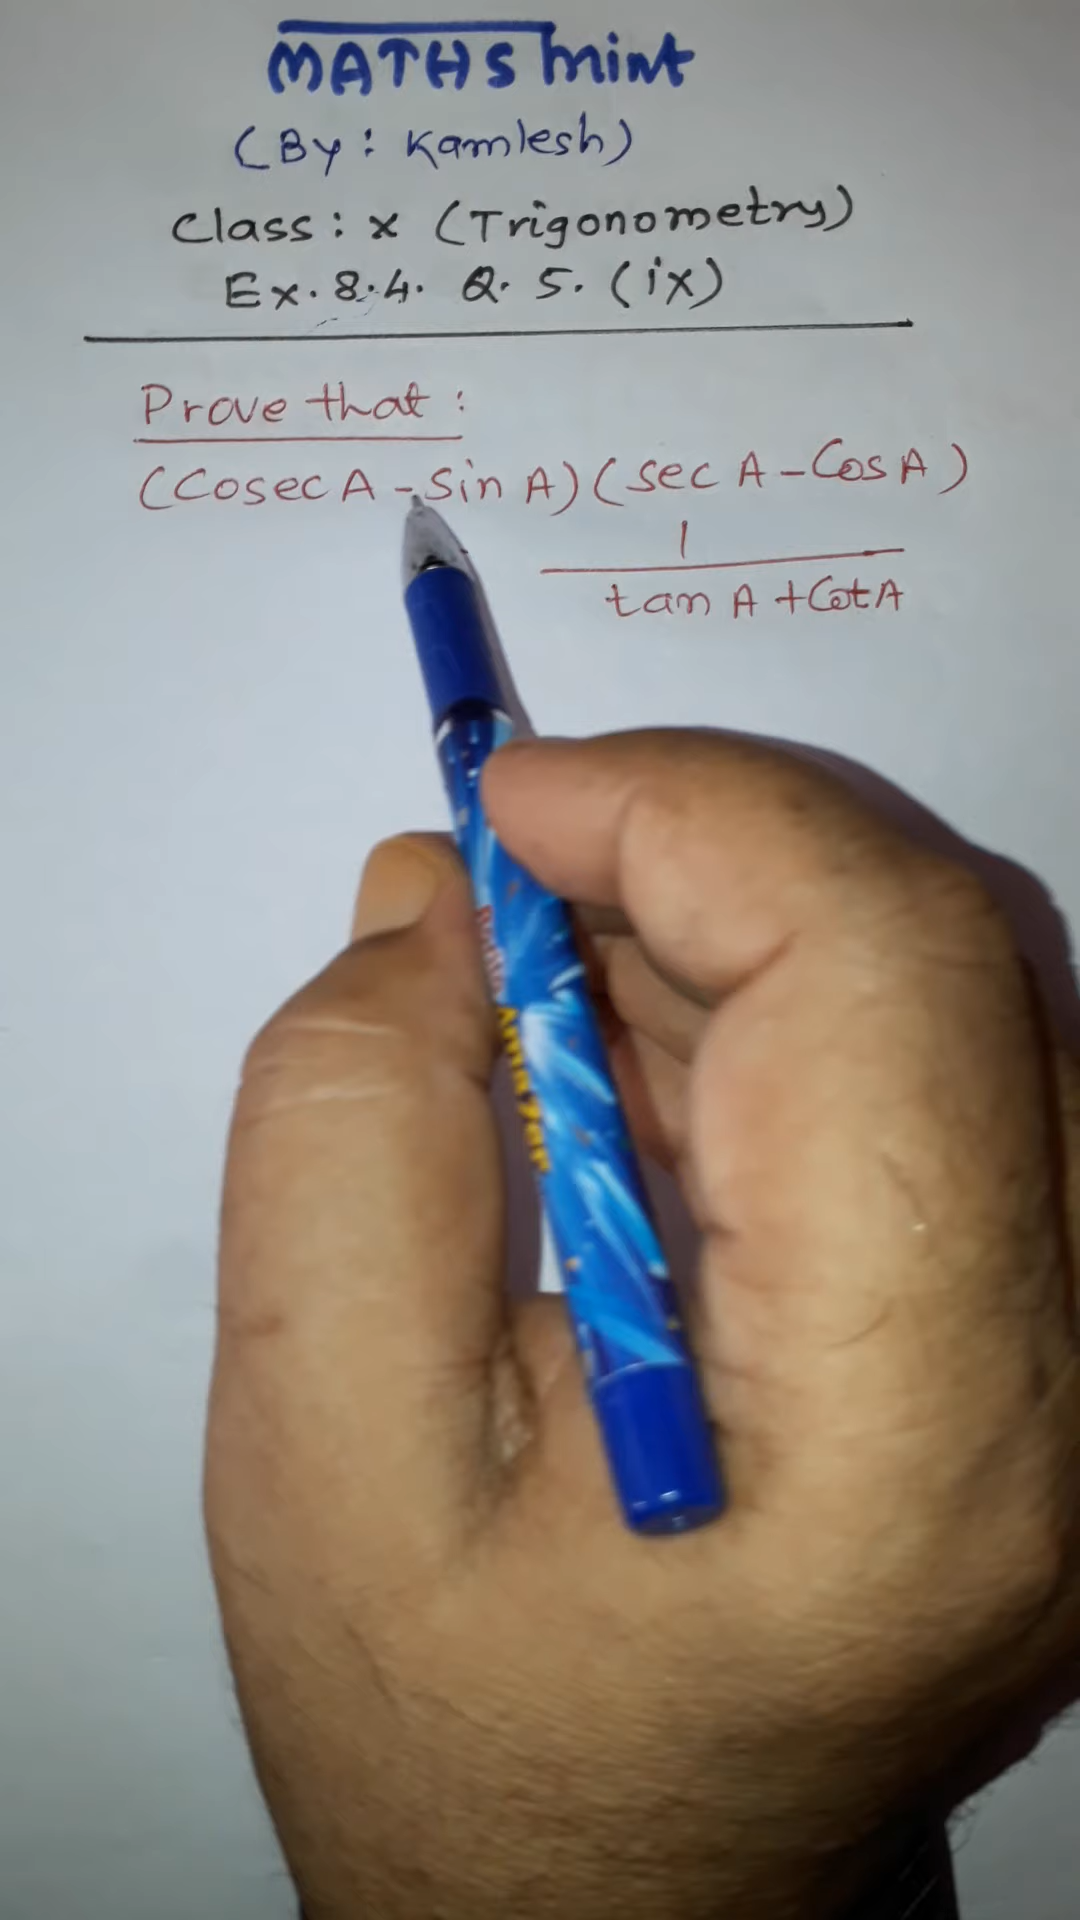 MATHS mint
(By: Kamlesh)
Class: x (Trigonometry)
Ex. 8.4. Q. 5. (ix)
Prove that:
(Cosec A - Sin A) (Sec A - Cos A)
1
tan A + Cot A